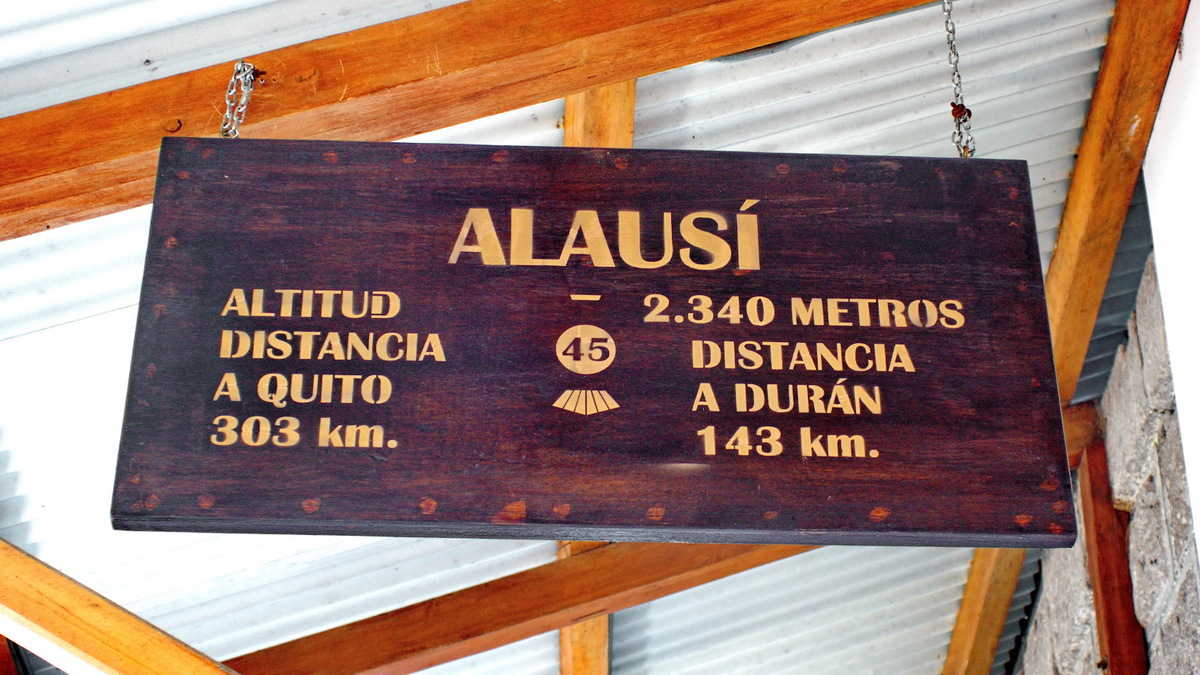 ALAUSÍ
ALTITUD
2.340 METROS
DISTANCIA
A QUITO
303 km.
45
DISTANCIA
A DURÁN
143 km.